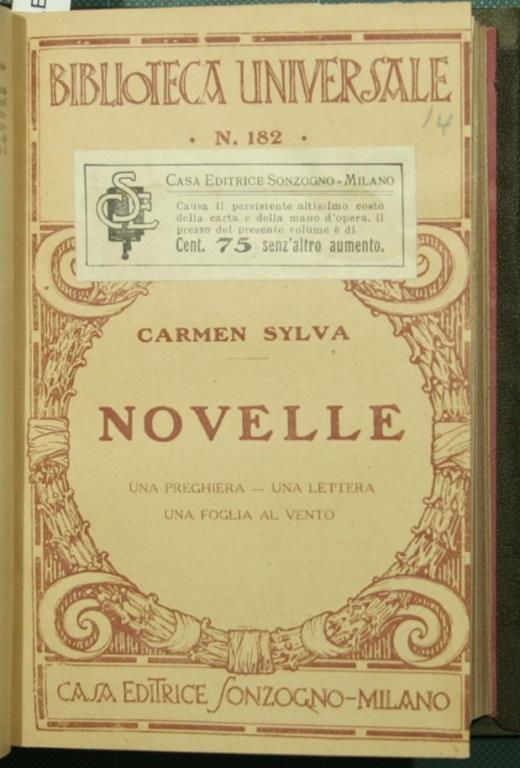 BIBLIOTECA UNIVERSALE
14
• N. 182 •
CASA EDITRICE SONZOGNO - MILANO
Causa il persistente altissimo costo
della carta e della mano d'opera, il
prezzo del presente volume è di
Cent. 75 senz'altro aumento.
CARMEN SYLVA
NOVELLE
UNA PREGHIERA — UNA LETTERA
UNA FOGLIA AL VENTO
CASA EDITRICE SONZOGNO-MILANO